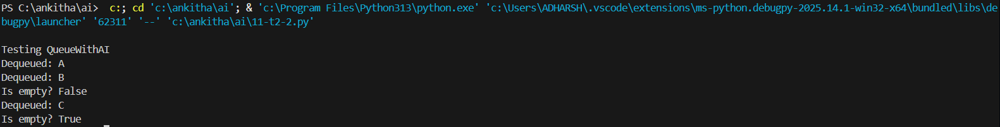 PS C:\ankitha\ai>  c:; cd 'c:\ankitha\ai'; & 'c:\Program Files\Python313\python.exe' 'c:\Users\ADHARSH\.vscode\extensions\ms-python.debugpy-2025.14.1-win32-x64\bundled\libs\de
bugpy\launcher' '62311' '--' 'c:\ankitha\ai\11-t2-2.py'
Testing QueueWithAI
Dequeued: A
Dequeued: B
Is empty? False
Dequeued: C
Is empty? True